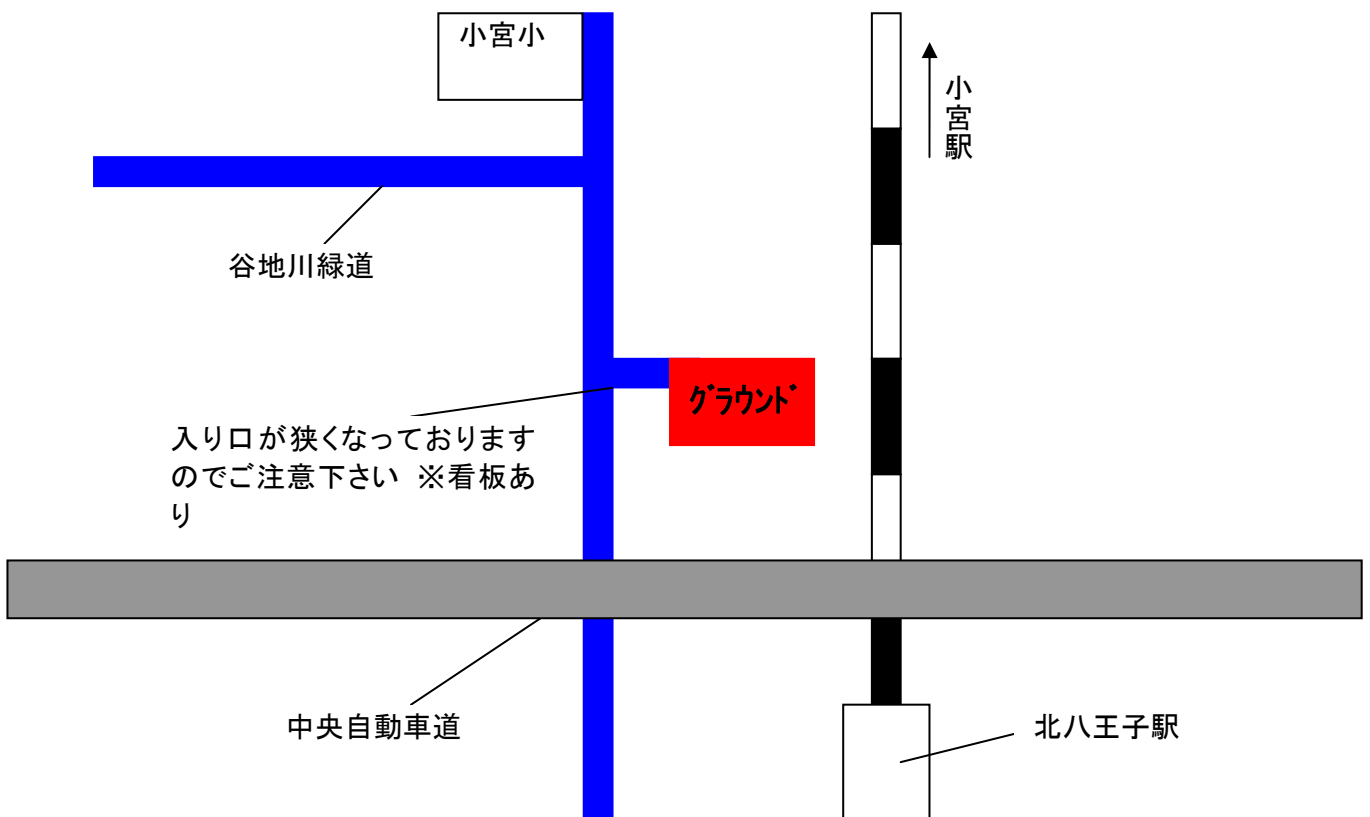 小宮小
小宮駅
谷地川緑道
グラウンド
入り口が狭くなっております
のでご注意下さい ※看板あ
り
中央自動車道
北八王子駅